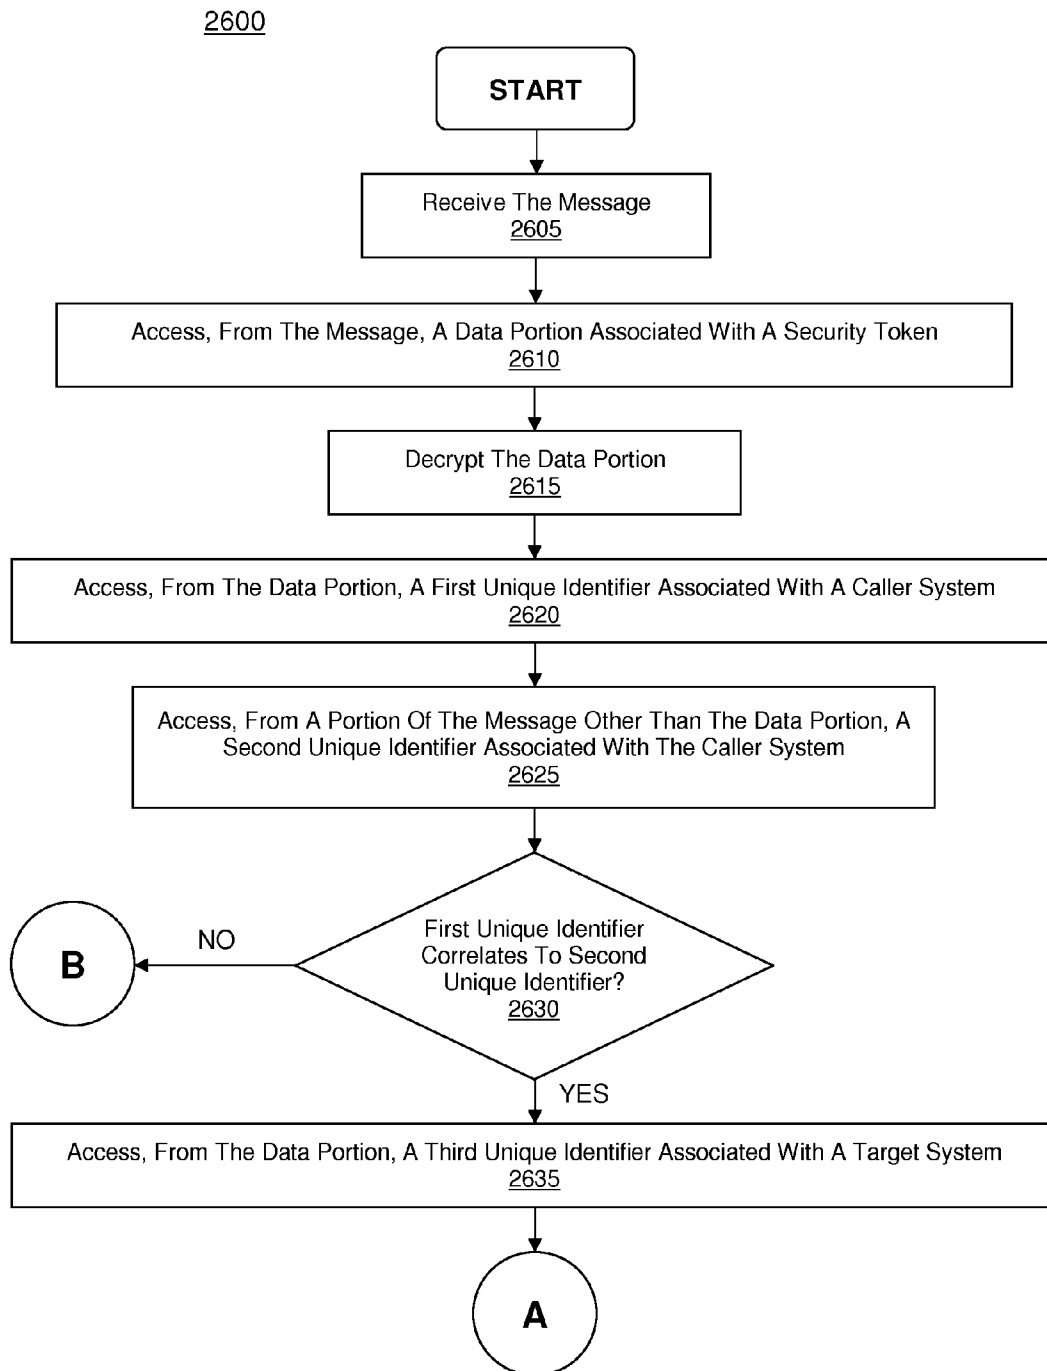 2600
START
Receive The Message
2605
Access, From The Message, A Data Portion Associated With A Security Token
2610
Decrypt The Data Portion
2615
Access, From The Data Portion, A First Unique Identifier Associated With A Caller System
2620
Access, From A Portion Of The Message Other Than The Data Portion, A
Second Unique Identifier Associated With The Caller System
2625
First Unique Identifier
Correlates To Second
Unique Identifier?
2630
NO
B
YES
Access, From The Data Portion, A Third Unique Identifier Associated With A Target System
2635
A